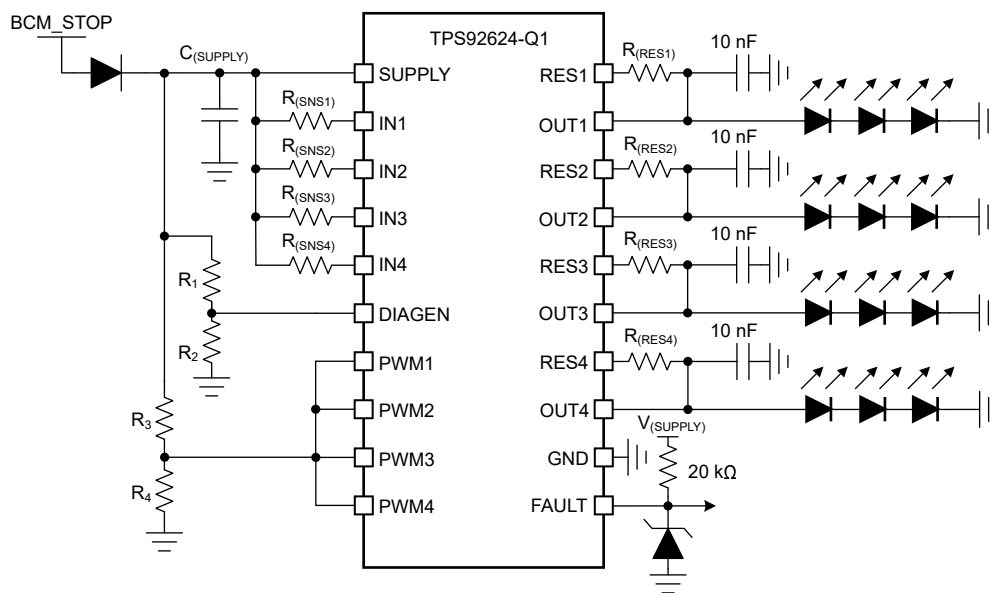 BCM_STOP
C(SUPPLY)
TPS92624-Q1
SUPPLY
R(SNS1)
IN1
R(SNS2)
IN2
R(SNS3)
IN3
R(SNS4)
IN4
R1
DIAGEN
R2
PWM1
R3
PWM2
PWM3
R4
PWM4
RES1
R(RES1)
10 nF
OUT1
RES2
R(RES2)
10 nF
OUT2
RES3
R(RES3)
10 nF
OUT3
RES4
R(RES4)
10 nF
OUT4
V(SUPPLY)
GND
20 kΩ
FAULT